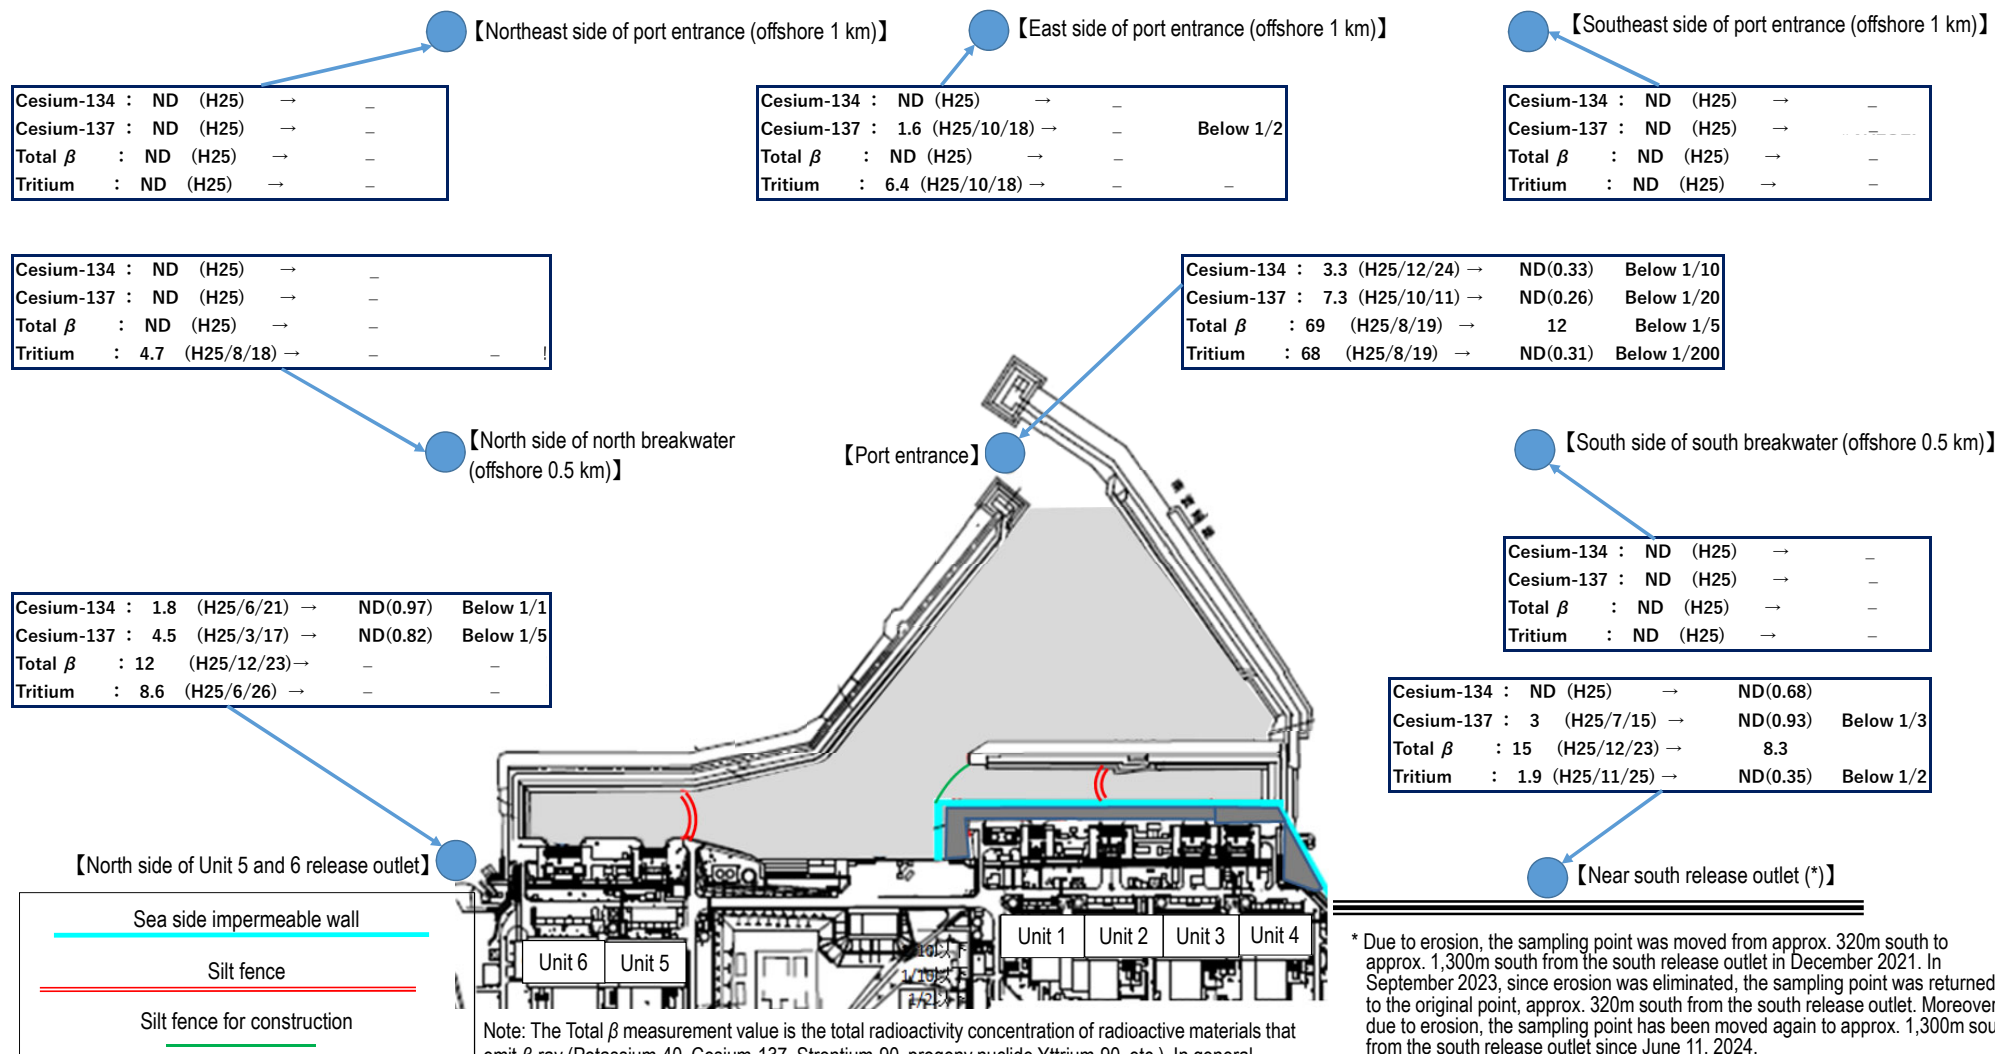 【Northeast side of port entrance (offshore 1 km)】
Cesium-134 : ND (H25) → –
Cesium-137 : ND (H25) → –
Total β : ND (H25) → –
Tritium : ND (H25) → –
【East side of port entrance (offshore 1 km)】
Cesium-134 : ND (H25) → –
Cesium-137 : 1.6 (H25/10/18) → – Below 1/2
Total β : ND (H25) → –
Tritium : 6.4 (H25/10/18) → – –
【Southeast side of port entrance (offshore 1 km)】
Cesium-134 : ND (H25) → –
Cesium-137 : ND (H25) → –
Total β : ND (H25) → –
Tritium : ND (H25) → –
Cesium-134 : ND (H25) → –
Cesium-137 : ND (H25) → –
Total β : ND (H25) → –
Tritium : 4.7 (H25/8/18) → – –
【North side of north breakwater
(offshore 0.5 km)】
Cesium-134 : 3.3 (H25/12/24) → ND(0.33) Below 1/10
Cesium-137 : 7.3 (H25/10/11) → ND(0.26) Below 1/20
Total β : 69 (H25/8/19) → 12 Below 1/5
Tritium : 68 (H25/8/19) → ND(0.31) Below 1/200
【Port entrance】
【South side of south breakwater (offshore 0.5 km)】
Cesium-134 : ND (H25) → –
Cesium-137 : ND (H25) → –
Total β : ND (H25) → –
Tritium : ND (H25) → –
Cesium-134 : 1.8 (H25/6/21) → ND(0.97) Below 1/1
Cesium-137 : 4.5 (H25/3/17) → ND(0.82) Below 1/5
Total β : 12 (H25/12/23)→ – –
Tritium : 8.6 (H25/6/26) → – –
【North side of Unit 5 and 6 release outlet】
Cesium-134 : ND (H25) → ND(0.68)
Cesium-137 : 3 (H25/7/15) → ND(0.93) Below 1/3
Total β : 15 (H25/12/23)→ 8.3
Tritium : 1.9 (H25/11/25) → ND(0.35) Below 1/2
【Near south release outlet (*)】
Sea side impermeable wall
Silt fence
Silt fence for construction
Unit 6
Unit 5
Unit 1
Unit 2
Unit 3
Unit 4
* Due to erosion, the sampling point was moved from approx. 320m south to
approx. 1,300m south from the south release outlet in December 2021. In
September 2023, since erosion was eliminated, the sampling point was returned
to the original point, approx. 320m south from the south release outlet. Moreover
due to erosion, the sampling point has been moved again to approx. 1,300m sou
from the south release outlet since June 11, 2024.
Note: The Total β measurement value is the total radioactivity concentration of radioactive materials that
emit β ray (Potassium-40, Cesium-137, Strontium-90, progeny nuclide Yttrium-90, etc.). In general